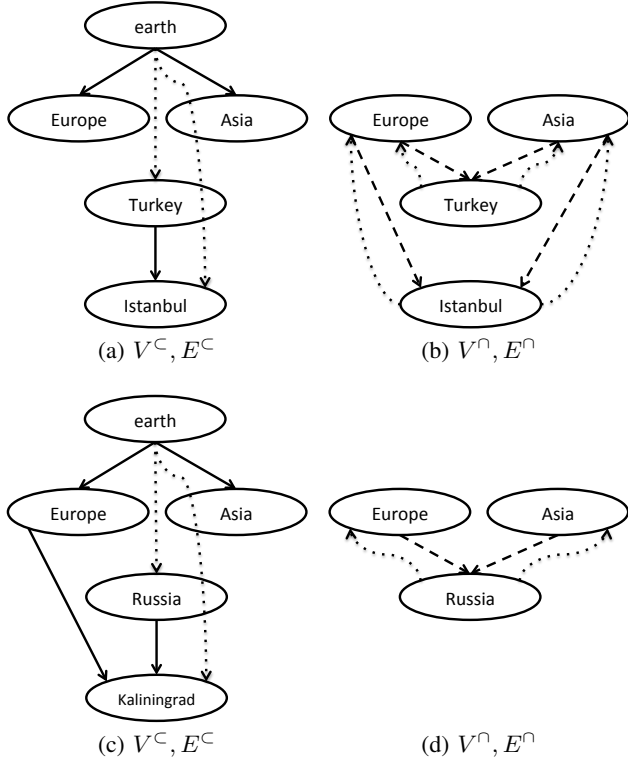 earth
Europe Asia
Turkey
Istanbul
(a) V⊂, E⊂
Europe Asia
Turkey
Istanbul
(b) V∩, E∩
earth
Europe Asia
Russia
Kaliningrad
(c) V⊂, E⊂
Europe Asia
Russia
(d) V∩, E∩